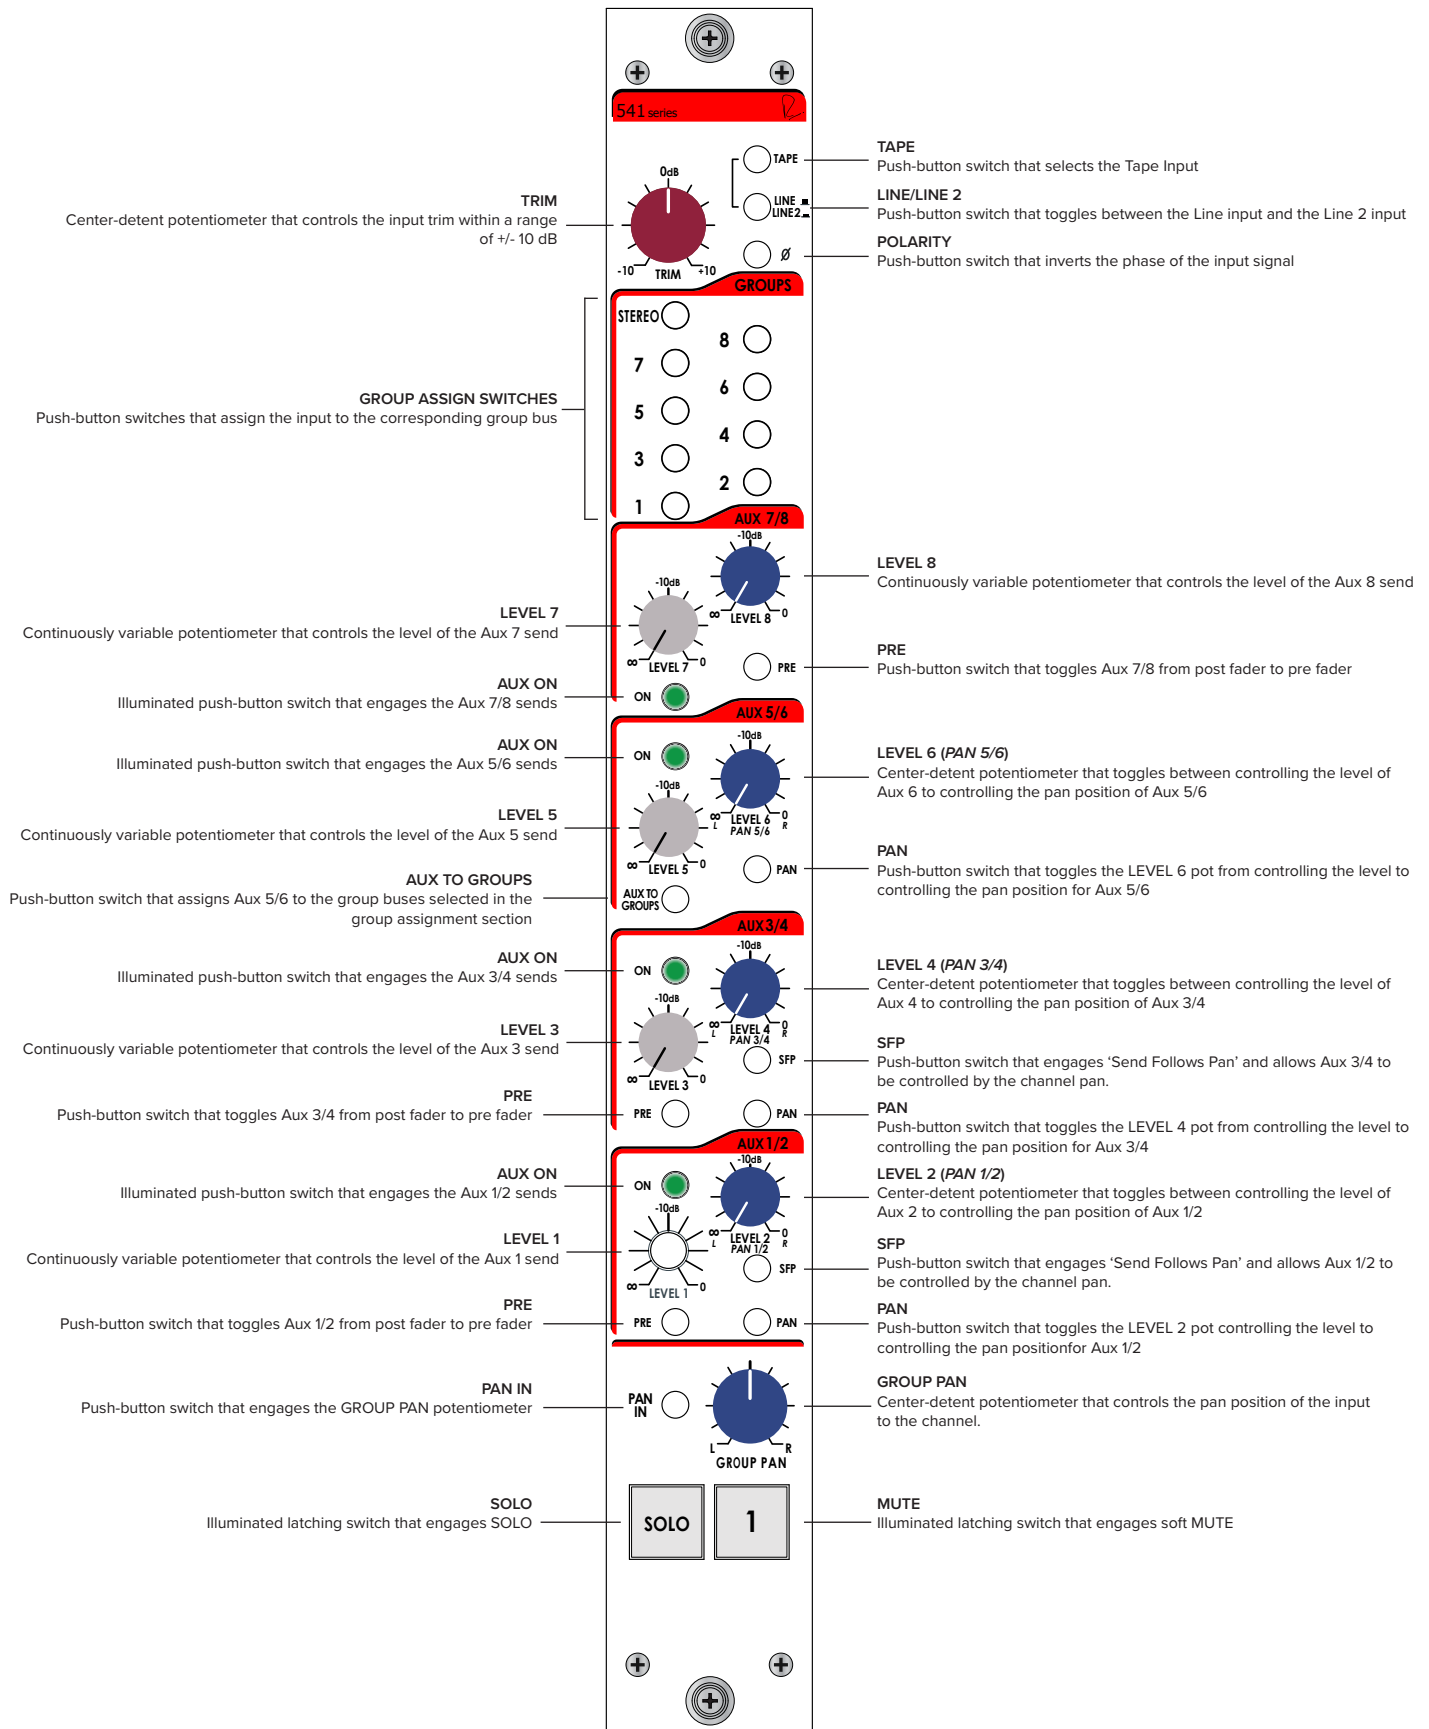 541 series
TAPE
LINE
LINE2
Ø
0dB
-10
+10
TRIM
GROUPS
STEREO
8
7
6
5
4
3
2
1
AUX 7/8
-10dB
∞
LEVEL 8
0
-10dB
∞
LEVEL 7
0
PRE
ON
AUX 5/6
ON
-10dB
∞
LEVEL 6
0
L
PAN 5/6
R
-10dB
∞
LEVEL 5
0
PAN
AUX TO
GROUPS
AUX3/4
ON
-10dB
∞
LEVEL 4
0
L
PAN 3/4
R
-10dB
∞
LEVEL 3
0
SFP
PRE
PAN
AUX1/2
ON
-10dB
∞
LEVEL 2
0
L
PAN 1/2
R
-10dB
∞
LEVEL 1
0
SFP
PRE
PAN
PAN
IN
L
R
GROUP PAN
SOLO
1
TRIM
Center-detent potentiometer that controls the input trim within a range
of +/- 10 dB
GROUP ASSIGN SWITCHES
Push-button switches that assign the input to the corresponding group bus
LEVEL 7
Continuously variable potentiometer that controls the level of the Aux 7 send
AUX ON
Illuminated push-button switch that engages the Aux 7/8 sends
AUX ON
Illuminated push-button switch that engages the Aux 5/6 sends
LEVEL 5
Continuously variable potentiometer that controls the level of the Aux 5 send
AUX TO GROUPS
Push-button switch that assigns Aux 5/6 to the group buses selected in the
group assignment section
AUX ON
Illuminated push-button switch that engages the Aux 3/4 sends
LEVEL 3
Continuously variable potentiometer that controls the level of the Aux 3 send
PRE
Push-button switch that toggles Aux 3/4 from post fader to pre fader
AUX ON
Illuminated push-button switch that engages the Aux 1/2 sends
LEVEL 1
Continuously variable potentiometer that controls the level of the Aux 1 send
PRE
Push-button switch that toggles Aux 1/2 from post fader to pre fader
PAN IN
Push-button switch that engages the GROUP PAN potentiometer
SOLO
Illuminated latching switch that engages SOLO
TAPE
Push-button switch that selects the Tape Input
LINE/LINE 2
Push-button switch that toggles between the Line input and the Line 2 input
POLARITY
Push-button switch that inverts the phase of the input signal
LEVEL 8
Continuously variable potentiometer that controls the level of the Aux 8 send
PRE
Push-button switch that toggles Aux 7/8 from post fader to pre fader
LEVEL 6 (PAN 5/6)
Center-detent potentiometer that toggles between controlling the level of
Aux 6 to controlling the pan position of Aux 5/6
PAN
Push-button switch that toggles the LEVEL 6 pot from controlling the level to
controlling the pan position for Aux 5/6
LEVEL 4 (PAN 3/4)
Center-detent potentiometer that toggles between controlling the level of
Aux 4 to controlling the pan position of Aux 3/4
SFP
Push-button switch that engages ‘Send Follows Pan’ and allows Aux 3/4 to
be controlled by the channel pan.
PAN
Push-button switch that toggles the LEVEL 4 pot from controlling the level to
controlling the pan position for Aux 3/4
LEVEL 2 (PAN 1/2)
Center-detent potentiometer that toggles between controlling the level of
Aux 2 to controlling the pan position of Aux 1/2
SFP
Push-button switch that engages ‘Send Follows Pan’ and allows Aux 1/2 to
be controlled by the channel pan.
PAN
Push-button switch that toggles the LEVEL 2 pot controlling the level to
controlling the pan positionfor Aux 1/2
GROUP PAN
Center-detent potentiometer that controls the pan position of the input
to the channel.
MUTE
Illuminated latching switch that engages soft MUTE